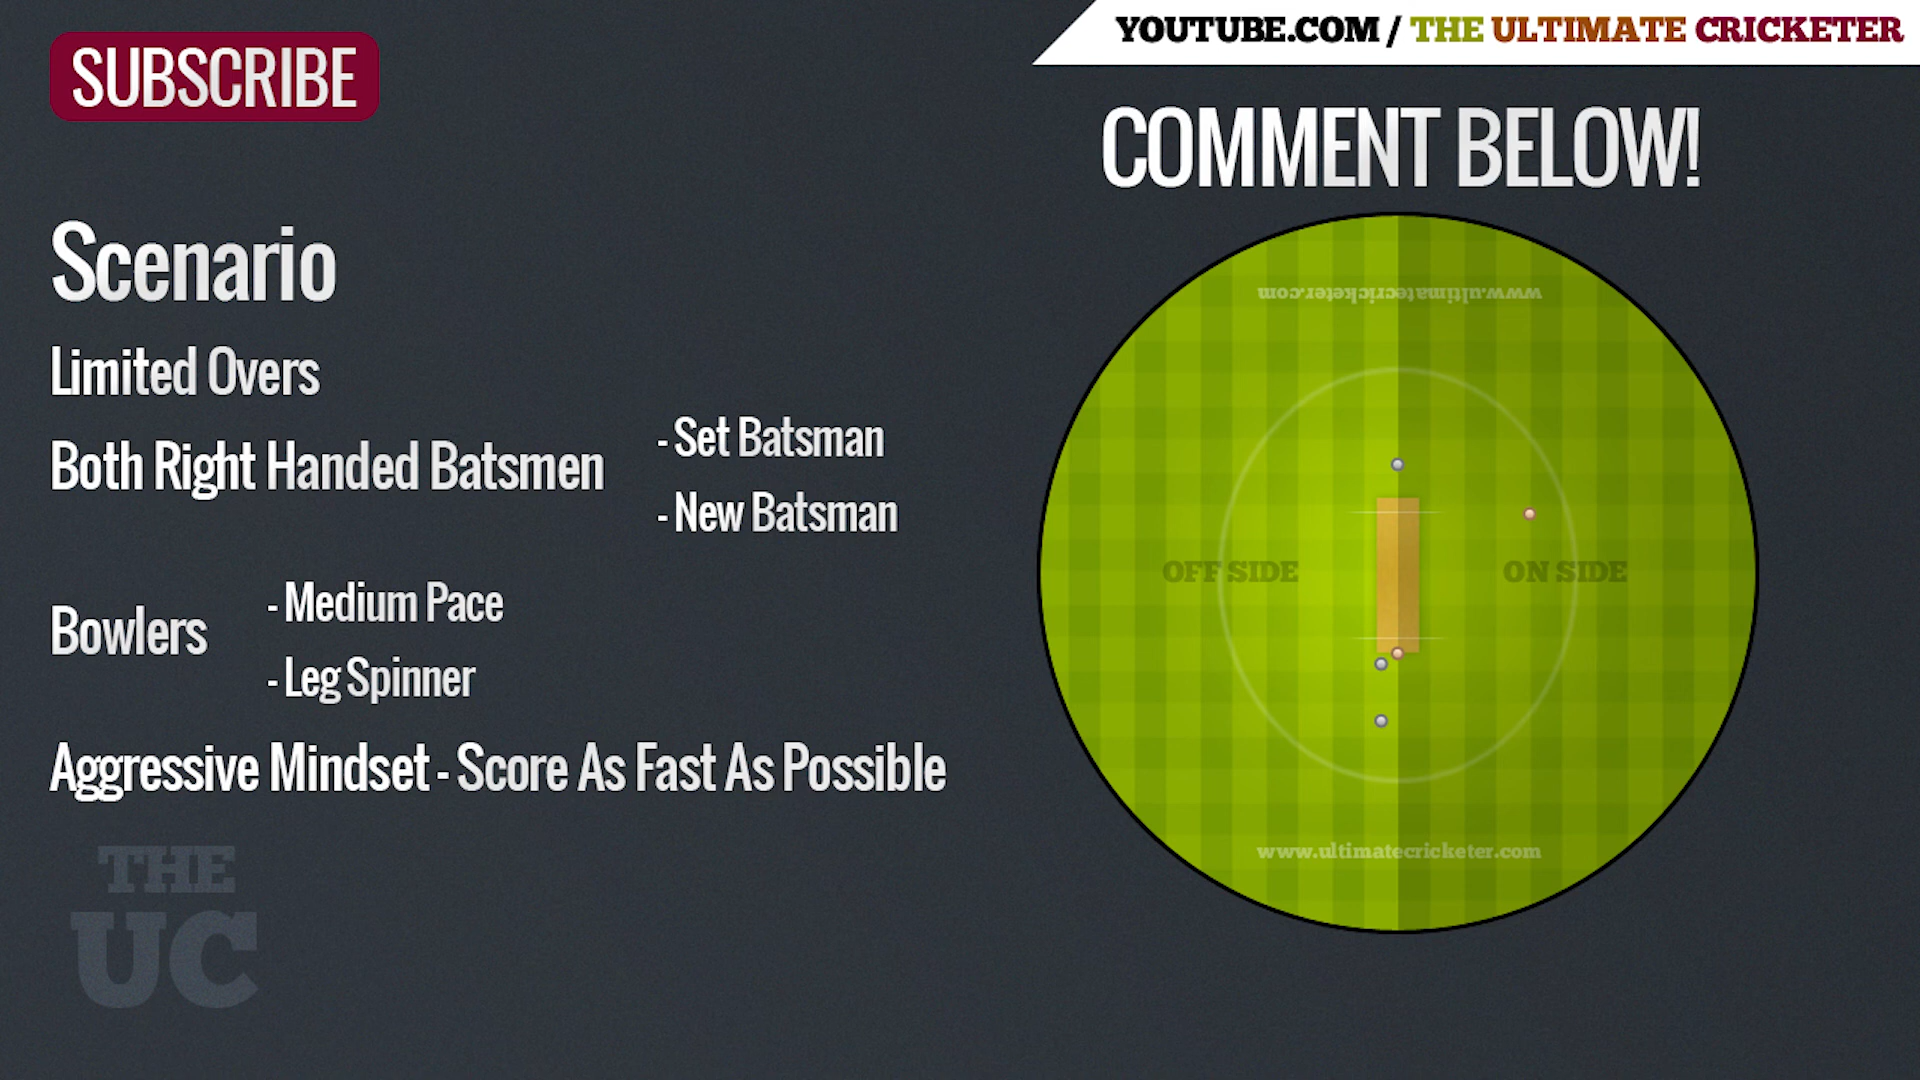 YOUTUBE.COM / THE ULTIMATE CRICKETER
SUBSCRIBE
COMMENT BELOW!
Scenario
Limited Overs
Both Right Handed Batsmen
- Set Batsman
- New Batsman
Bowlers
- Medium Pace
- Leg Spinner
Aggressive Mindset - Score As Fast As Possible
THE
UC
www.ultimatecricketer.com
OFF SIDE
ON SIDE
www.ultimatecricketer.com